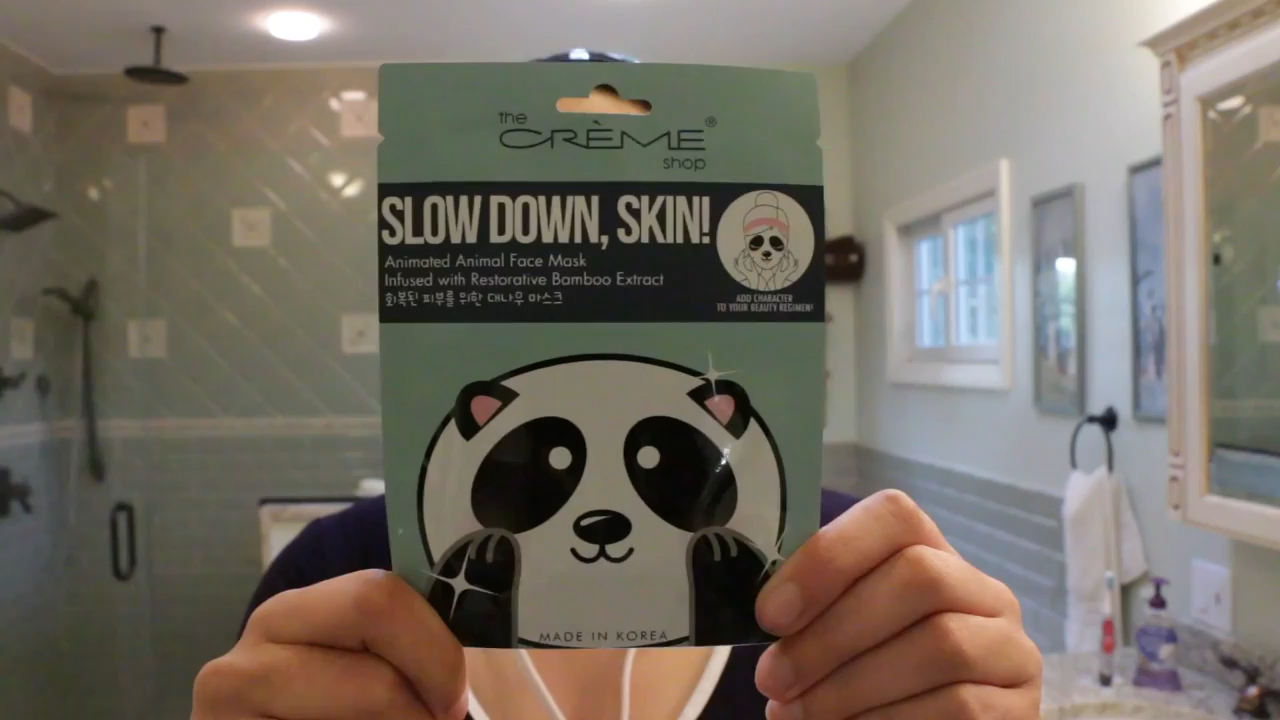 the
CRÈME®
shop
SLOW DOWN, SKIN!
Animated Animal Face Mask
Infused with Restorative Bamboo Extract
회복된 피부를 위한 대나무 마스크
ADD CHARACTER
TO YOUR BEAUTY REGIMEN!
MADE IN KOREA